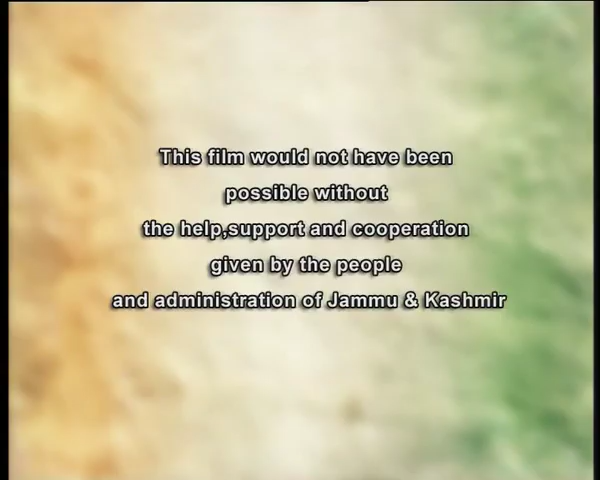 This film would not have been
possible without
the help,support and cooperation
given by the people
and administration of Jammu & Kashmir